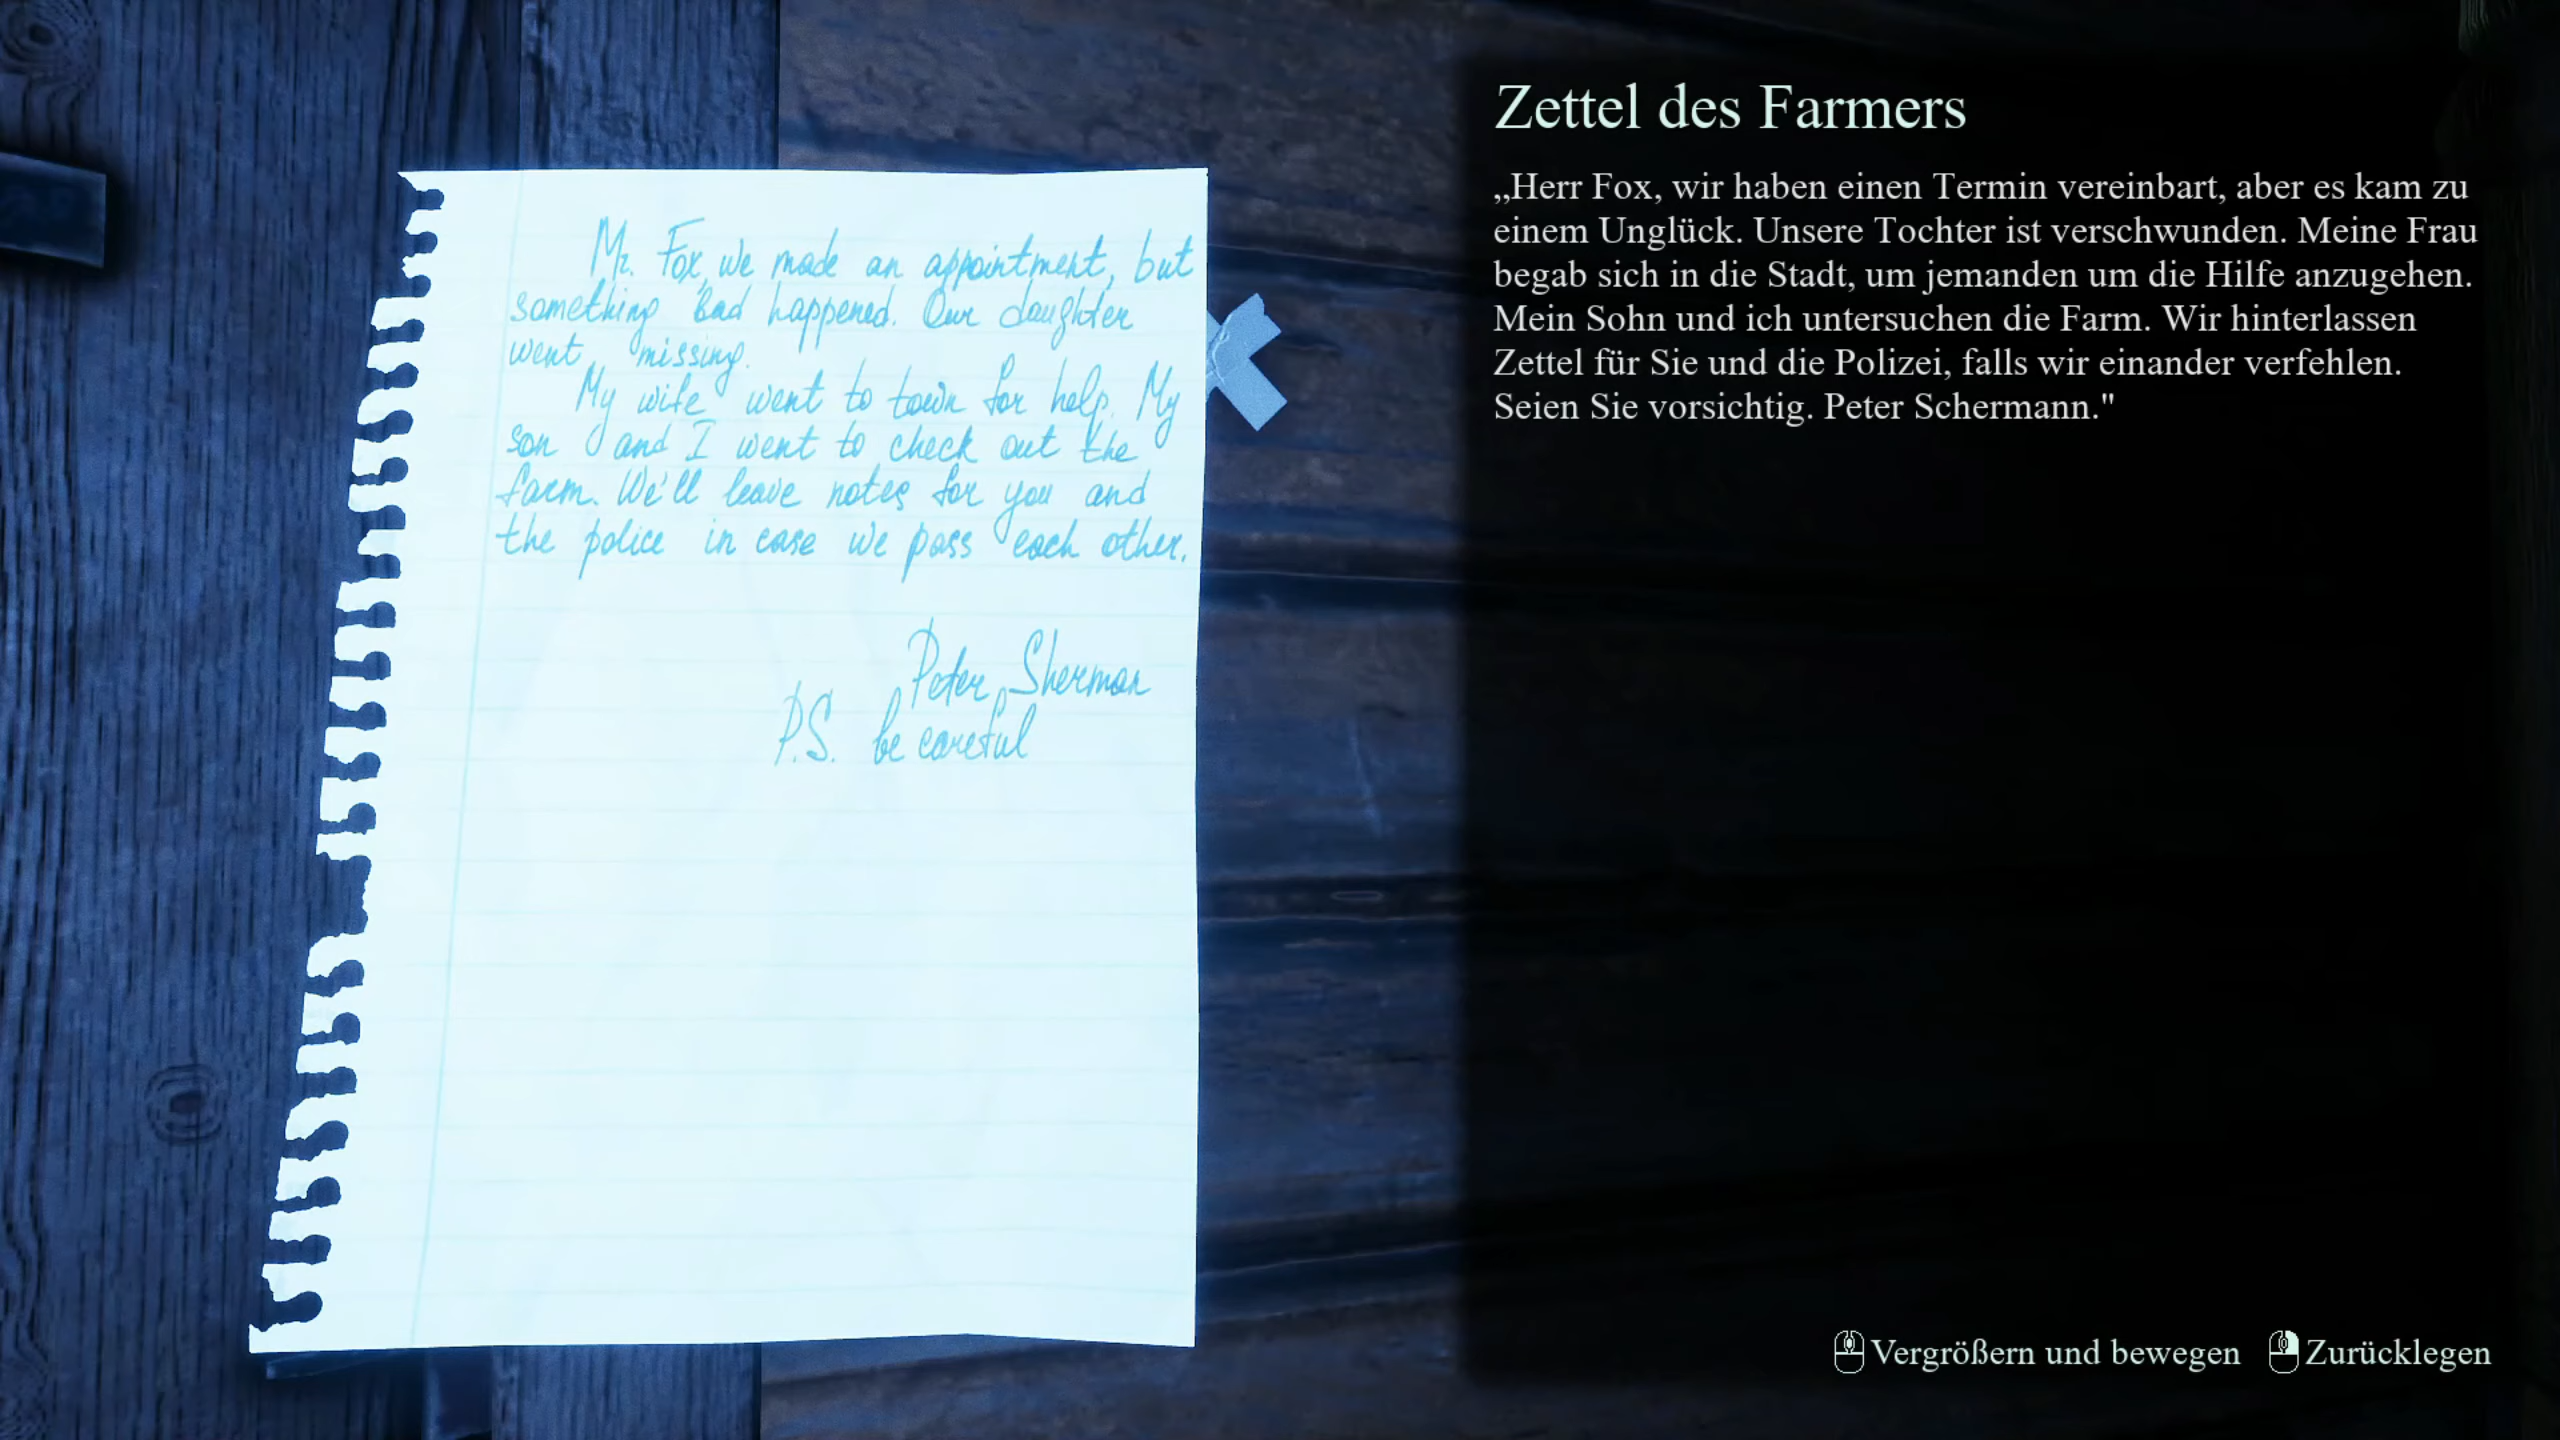 Mr. Fox, we made an appointment, but
something bad happened. Our daughter
went missing.
My wife went to town for help. My
son and I went to check out the
farm. We'll leave notes for you and
the police in case we pass each other.
Peter Sherman
P.S. be careful
Zettel des Farmers
„Herr Fox, wir haben einen Termin vereinbart, aber es kam zu
einem Unglück. Unsere Tochter ist verschwunden. Meine Frau
begab sich in die Stadt, um jemanden um die Hilfe anzugehen.
Mein Sohn und ich untersuchen die Farm. Wir hinterlassen
Zettel für Sie und die Polizei, falls wir einander verfehlen.
Seien Sie vorsichtig. Peter Schermann."
Vergrößern und bewegen Zurücklegen